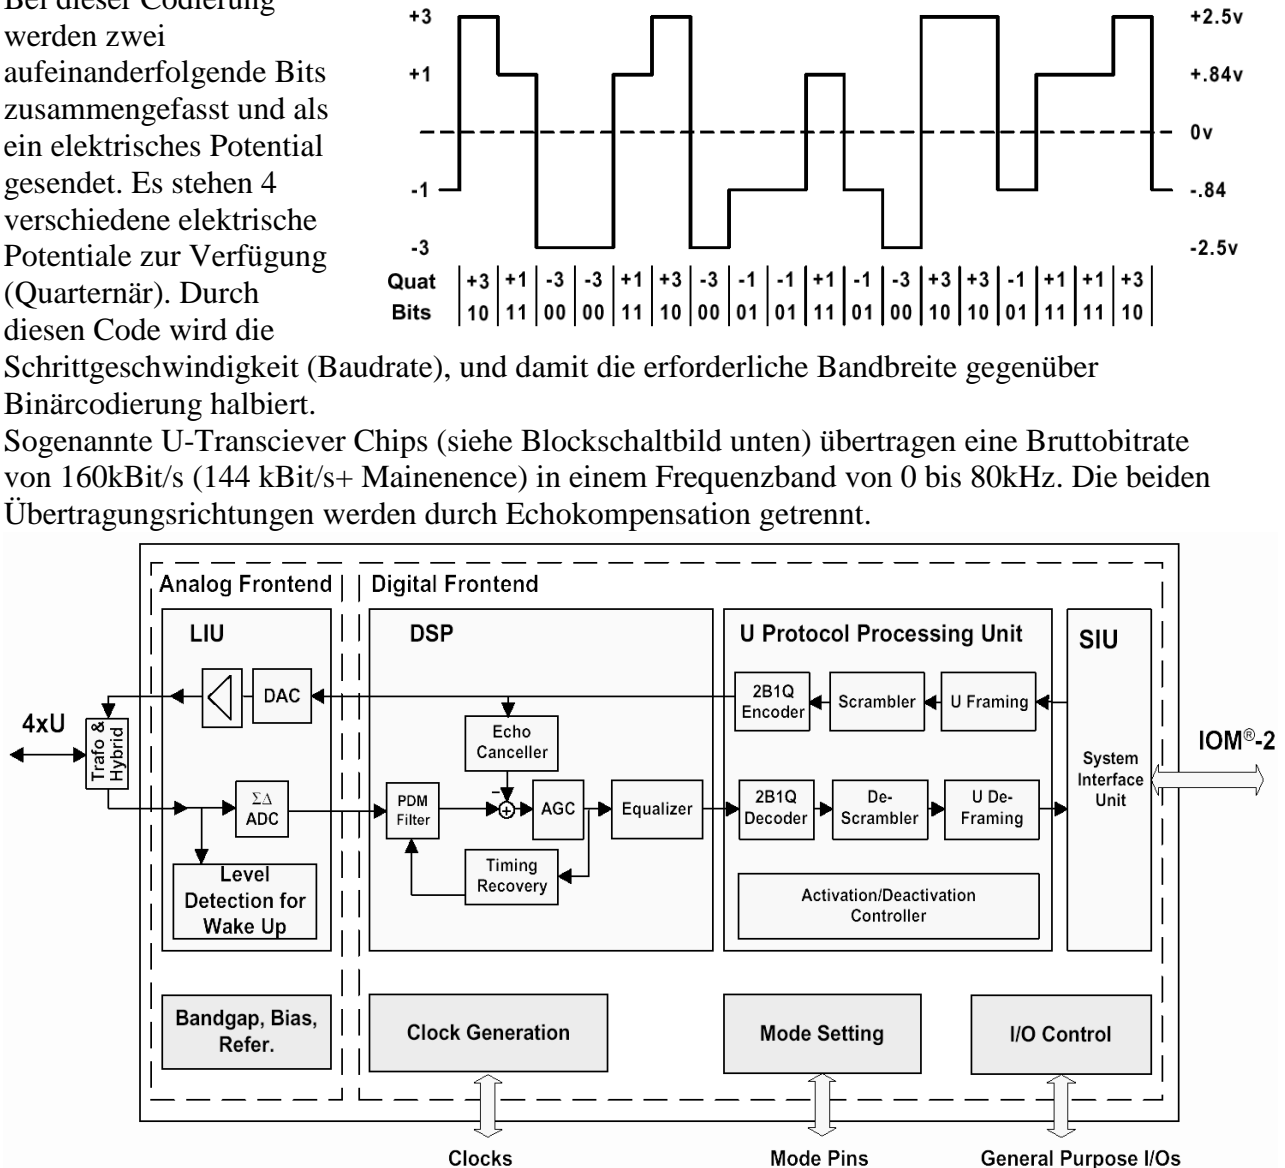 Bei dieser Codierung
werden zwei
aufeinanderfolgende Bits
zusammengefasst und als
ein elektrisches Potential
gesendet. Es stehen 4
verschiedene elektrische
Potentiale zur Verfügung
(Quarternär). Durch
diesen Code wird die
+3 +2.5v
+1 +.84v
0v
-1 -.84
-3 -2.5v
Quat +3 +1 -3 -3 +1 +3 -3 -1 -1 +1 -1 -3 +3 +3 -1 +1 +1 +3
Bits 10 11 00 00 11 10 00 01 01 11 01 00 10 10 01 11 11 10
Schrittgeschwindigkeit (Baudrate), und damit die erforderliche Bandbreite gegenüber
Binärcodierung halbiert.
Sogenannte U-Transciever Chips (siehe Blockschaltbild unten) übertragen eine Bruttobitrate
von 160kBit/s (144 kBit/s+ Mainenence) in einem Frequenzband von 0 bis 80kHz. Die beiden
Übertragungsrichtungen werden durch Echokompensation getrennt.
Analog Frontend
Digital Frontend
LIU
DSP
U Protocol Processing Unit
SIU
4xU
Trafo &
Hybrid
DAC
ΣΔ
ADC
Level
Detection for
Wake Up
Echo
Canceller
PDM
Filter
−
+
AGC
Equalizer
Timing
Recovery
2B1Q
Encoder
Scrambler
U Framing
2B1Q
Decoder
De-
Scrambler
U De-
Framing
Activation/Deactivation
Controller
System
Interface
Unit
IOM®-2
Bandgap, Bias,
Refer.
Clock Generation
Mode Setting
I/O Control
Clocks
Mode Pins
General Purpose I/Os